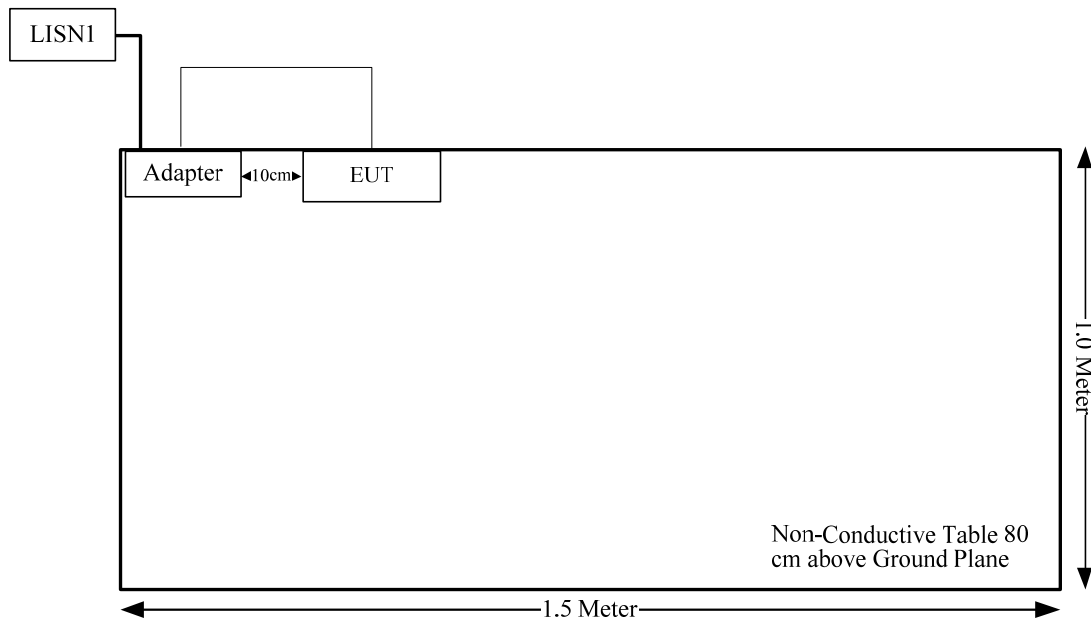 LISN1
Adapter
10cm
EUT
1.0 Meter
Non-Conductive Table 80
cm above Ground Plane
1.5 Meter